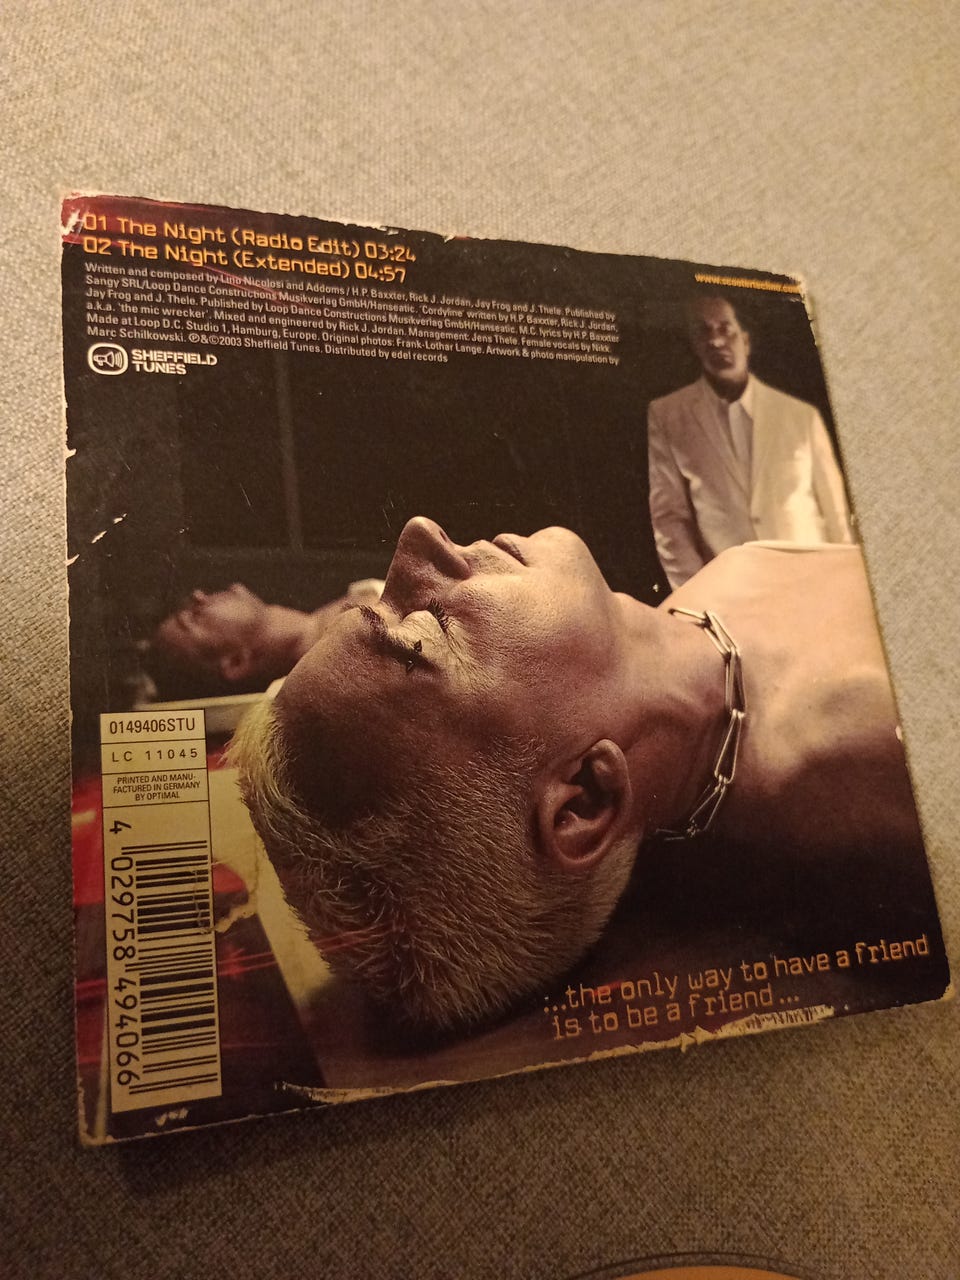 01 The Night (Radio Edit) 03:24
02 The Night (Extended) 04:57
Written and composed by Lino Nicolosi and Addoms / H.P. Baxxter, Rick J. Jordan, Jay Frog and J. Thele. Published by
Sangy SRL/Loop Dance Constructions Musikverlag GmbH/Hanseatic. 'Cordyline' written by H.P. Baxxter, Rick J. Jordan,
Jay Frog and J. Thele. Published by Loop Dance Constructions Musikverlag GmbH/Hanseatic. M.C. lyrics by H.P. Baxxter
a.k.a. 'the mic wrecker'. Mixed and engineered by Rick J. Jordan. Management: Jens Thele. Female vocals by Nikk.
Made at Loop D.C. Studio 1, Hamburg, Europe. Original photos: Frank-Lothar Lange. Artwork & photo manipulation by
Marc Schilkowski. ℗&©2003 Sheffield Tunes. Distributed by edel records
SHEFFIELD
TUNES
0149406STU
LC 11045
PRINTED AND MANU-
FACTURED IN GERMANY
BY OPTIMAL
4 029758 494066
...the only way to have a friend
is to be a friend...